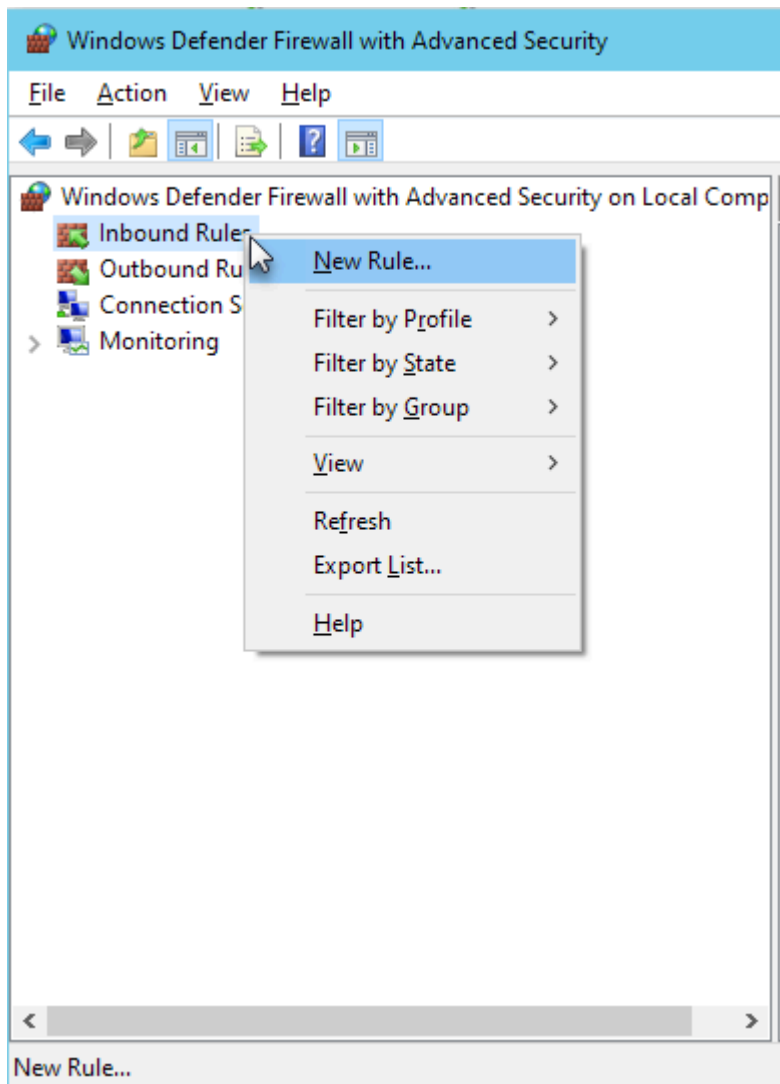 Windows Defender Firewall with Advanced Security
File Action View Help
Windows Defender Firewall with Advanced Security on Local Comp
Inbound Rules
Outbound Ru
Connection S
Monitoring
New Rule...
Filter by Profile
Filter by State
Filter by Group
View
Refresh
Export List...
Help
New Rule...